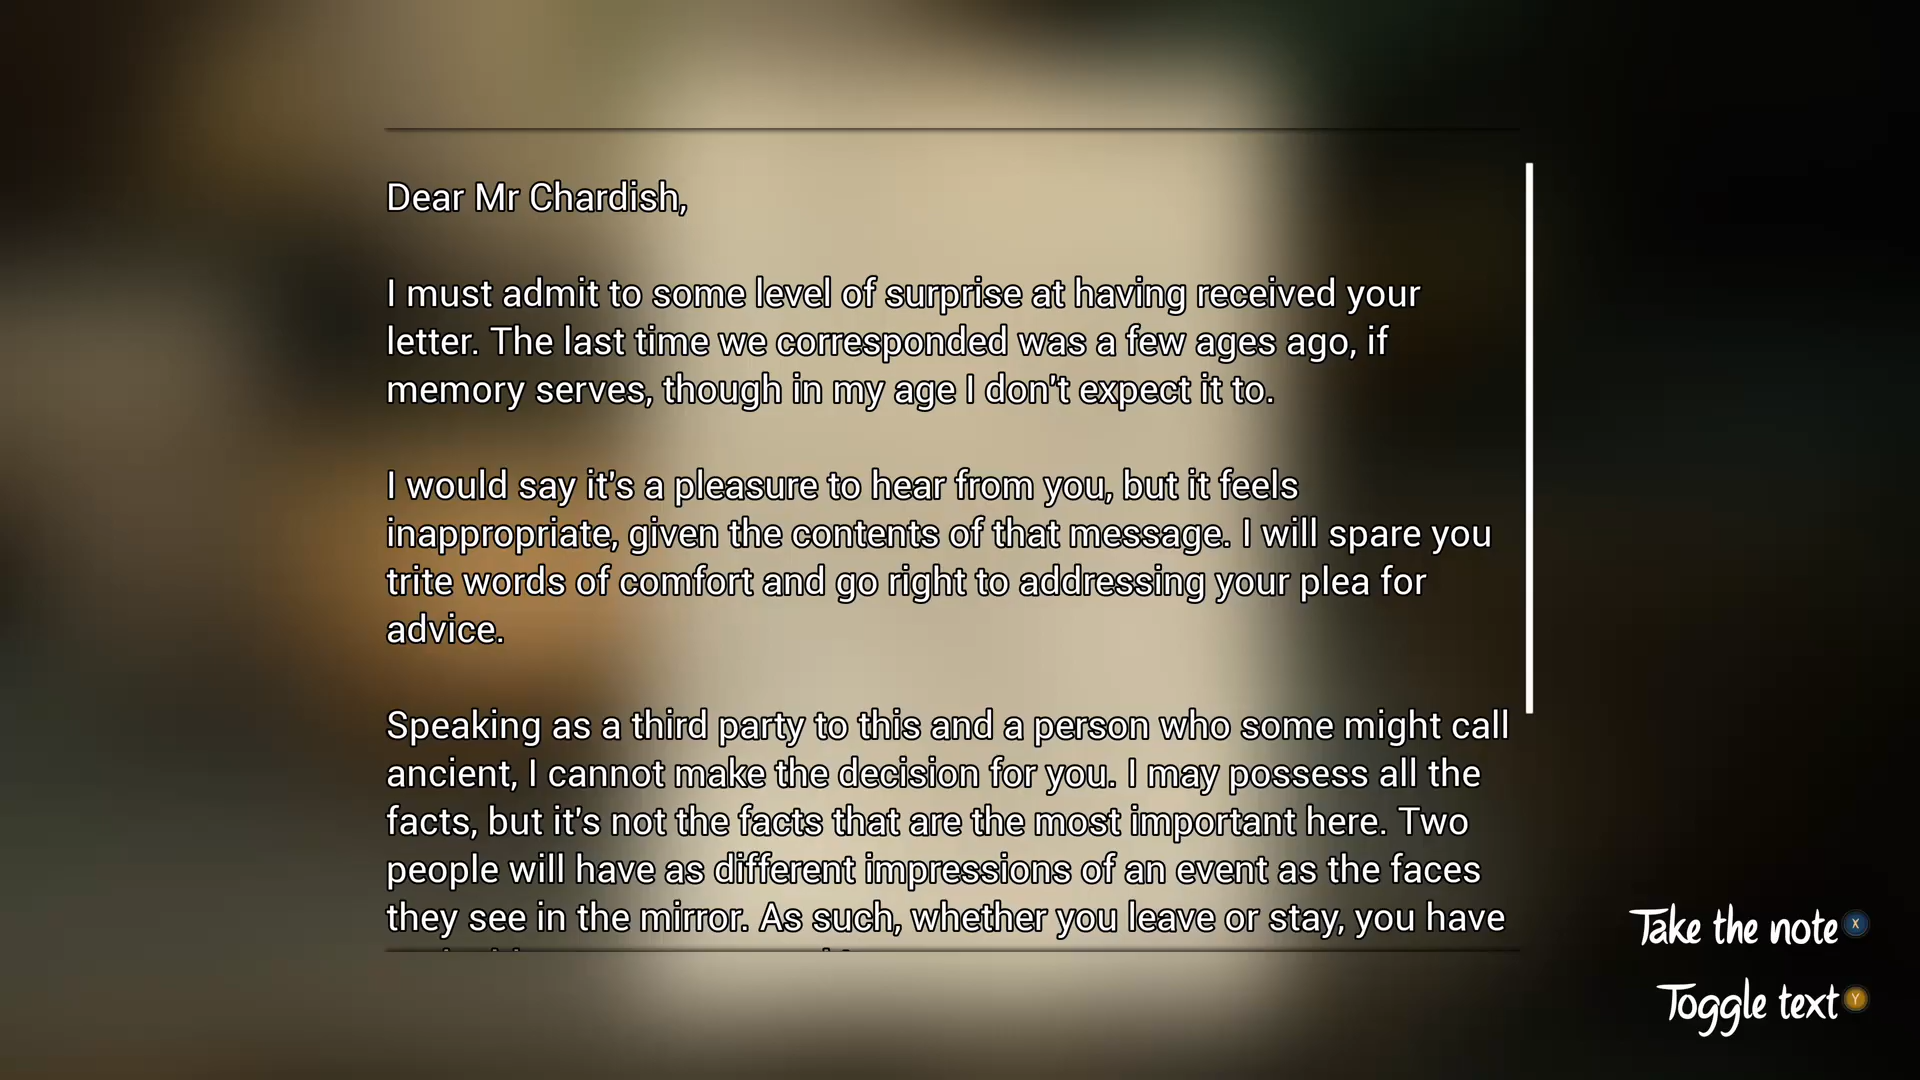 Dear Mr Chardish,
I must admit to some level of surprise at having received your
letter. The last time we corresponded was a few ages ago, if
memory serves, though in my age I don't expect it to.
I would say it's a pleasure to hear from you, but it feels
inappropriate, given the contents of that message. I will spare you
trite words of comfort and go right to addressing your plea for
advice.
Speaking as a third party to this and a person who some might call
ancient, I cannot make the decision for you. I may possess all the
facts, but it's not the facts that are the most important here. Two
people will have as different impressions of an event as the faces
they see in the mirror. As such, whether you leave or stay, you have
Take the note X
Toggle text Y